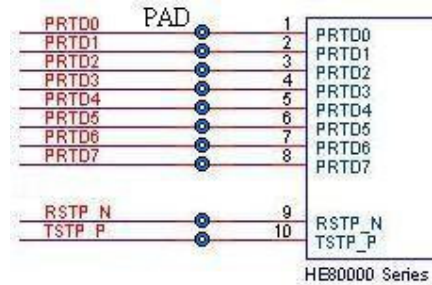 PAD
PRTD0 1 PRTD0
PRTD1 2 PRTD1
PRTD2 3 PRTD2
PRTD3 4 PRTD3
PRTD4 5 PRTD4
PRTD5 6 PRTD5
PRTD6 7 PRTD6
PRTD7 8 PRTD7
RSTP_N 9 RSTP_N
TSTP_P 10 TSTP_P
HE80000 Series